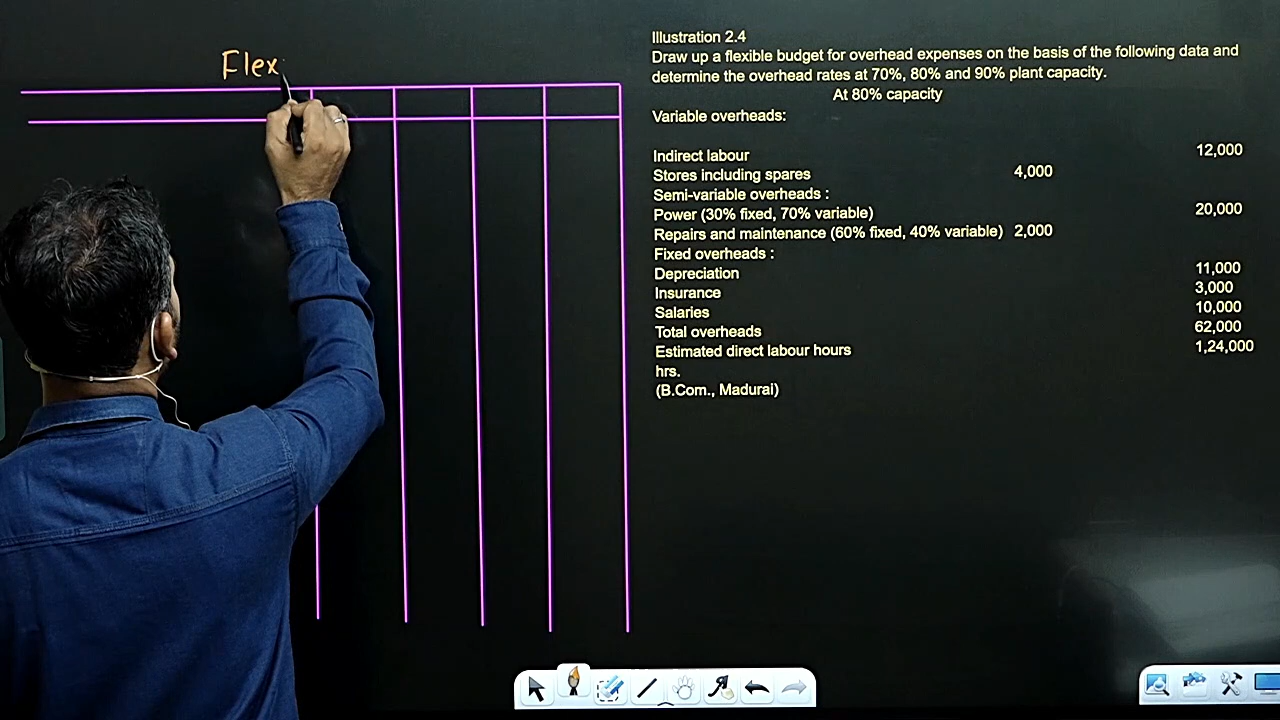 Flex
Illustration 2.4
Draw up a flexible budget for overhead expenses on the basis of the following data and
determine the overhead rates at 70%, 80% and 90% plant capacity.
At 80% capacity
Variable overheads:
Indirect labour 12,000
Stores including spares 4,000
Semi-variable overheads :
Power (30% fixed, 70% variable) 20,000
Repairs and maintenance (60% fixed, 40% variable) 2,000
Fixed overheads :
Depreciation 11,000
Insurance 3,000
Salaries 10,000
Total overheads 62,000
Estimated direct labour hours 1,24,000
hrs.
(B.Com., Madurai)